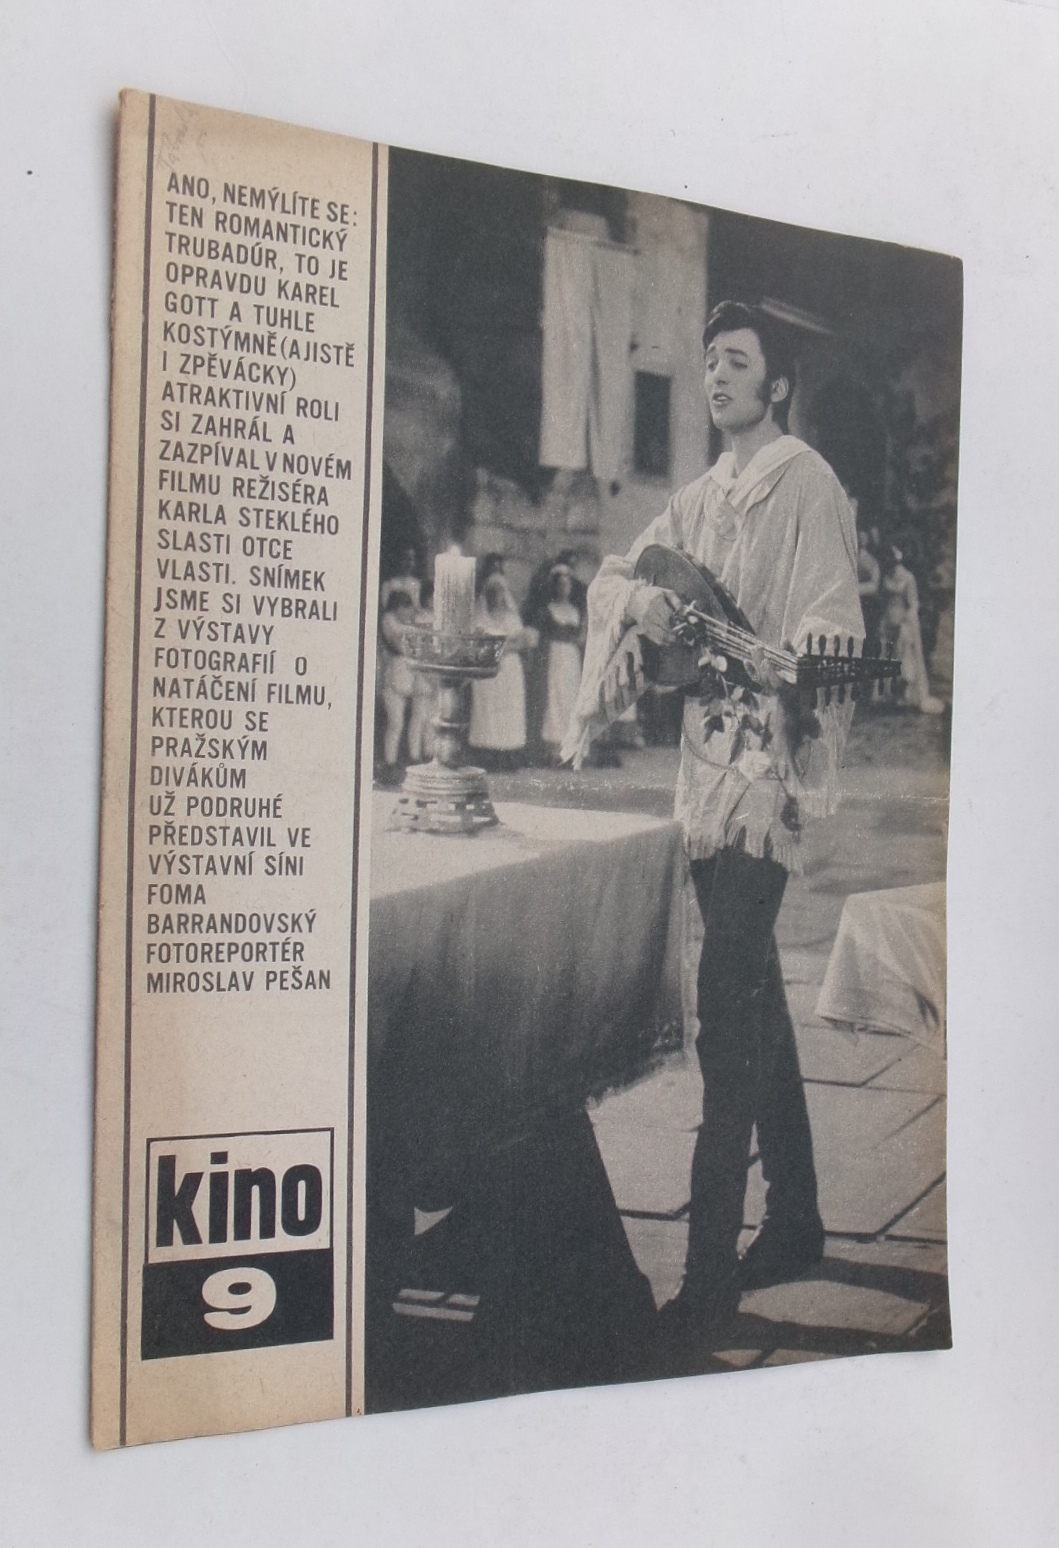 ANO, NEMÝLÍTE SE:
TEN ROMANTICKÝ
TRUBADÚR, TO JE
OPRAVDU KAREL
GOTT A TUHLE
KOSTÝMNĚ(A JISTĚ
I ZPĚVÁCKY)
ATRAKTIVNÍ ROLI
SI ZAHRÁL A
ZAZPÍVAL V NOVÉM
FILMU REŽISÉRA
KARLA STEKLÉHO
SLASTI OTCE
VLASTI. SNÍMEK
JSME SI VYBRALI
Z VÝSTAVY
FOTOGRAFIÍ O
NATÁČENÍ FILMU,
KTEROU SE
PRAŽSKÝM
DIVÁKŮM
UŽ PODRUHÉ
PŘEDSTAVIL VE
VÝSTAVNÍ SÍNI
FOMA
BARRANDOVSKÝ
FOTOREPORTÉR
MIROSLAV PEŠAN
kino
9